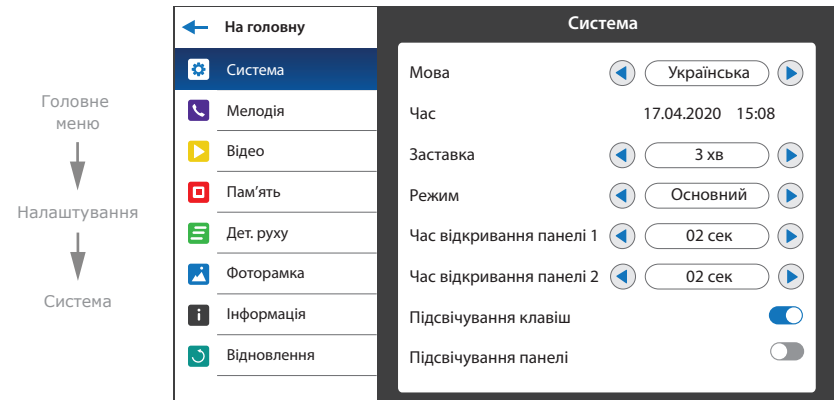 Головне
меню
Налаштування
Система
На головну
Система
Мелодія
Відео
Пам’ять
Дет. руху
Фоторамка
Інформація
Відновлення
Система
Мова Українська
Час 17.04.2020 15:08
Заставка 3 хв
Режим Основний
Час відкривання панелі 1 02 сек
Час відкривання панелі 2 02 сек
Підсвічування клавіш
Підсвічування панелі